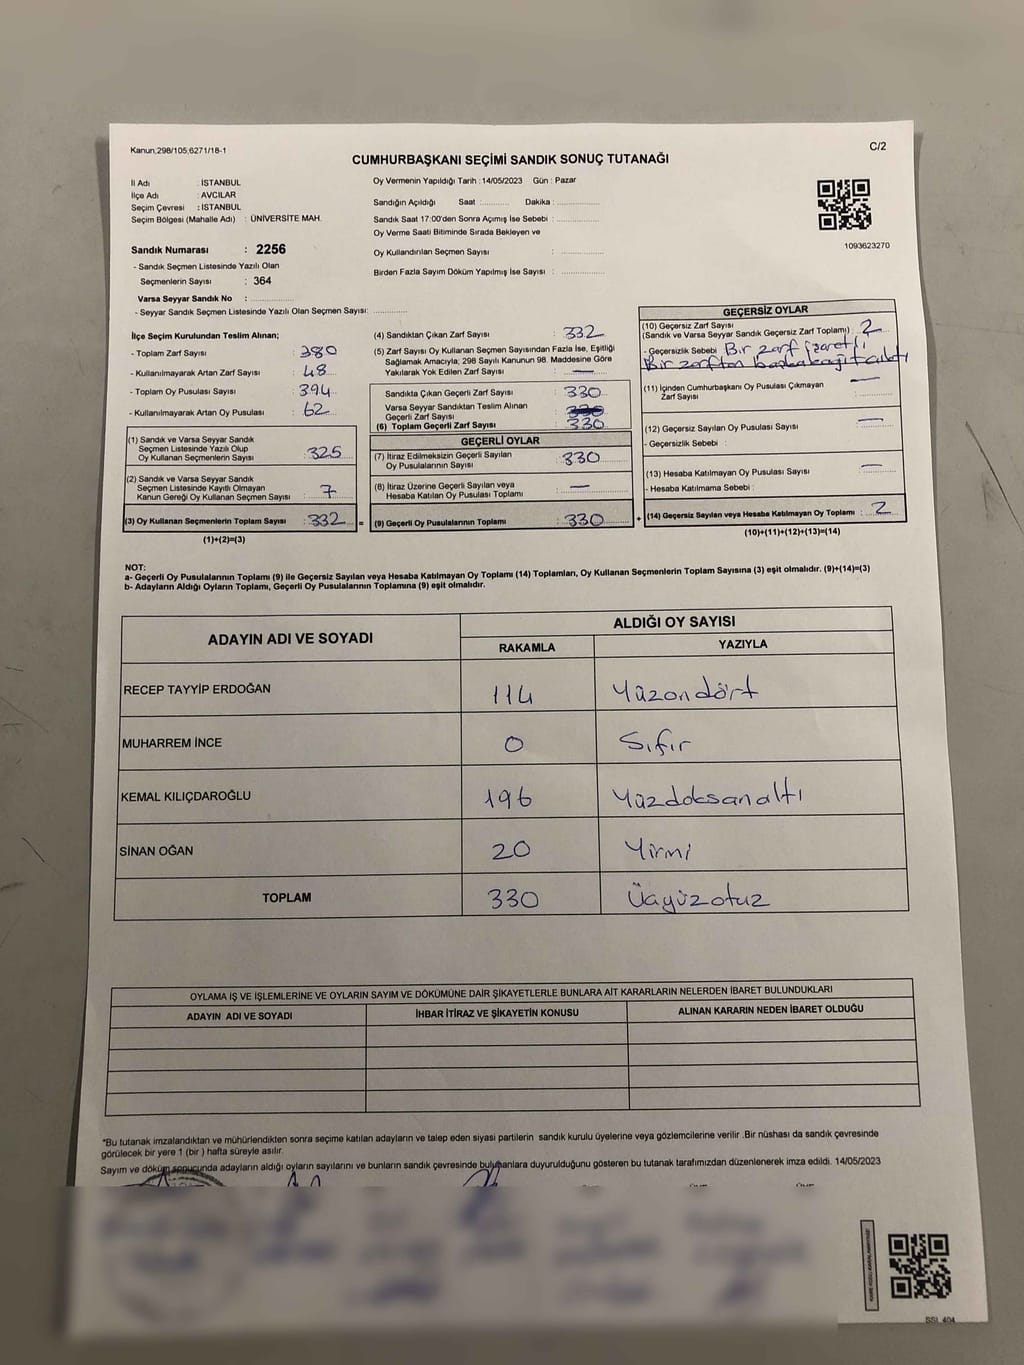 Kanun,298/105,6271/18-1
C/2
CUMHURBAŞKANI SEÇİMİ SANDIK SONUÇ TUTANAĞI
İl Adı : İSTANBUL
İlçe Adı : AVCILAR
Seçim Çevresi : İSTANBUL
Seçim Bölgesi (Mahalle Adı) : ÜNİVERSİTE MAH.
Sandık Numarası : 2256
- Sandık Seçmen Listesinde Yazılı Olan
Seçmenlerin Sayısı : 364
Varsa Seyyar Sandık No :
- Seyyar Sandık Seçmen Listesinde Yazılı Olan Seçmen Sayısı:
Oy Vermenin Yapıldığı Tarih : 14/05/2023 Gün : Pazar
Sandığın Açıldığı Saat : Dakika :
Sandık Saat 17:00'den Sonra Açımış İse Sebebi :
Oy Verme Saati Bitiminde Sırada Bekleyen ve
Oy Kullandırılan Seçmen Sayısı :
Birden Fazla Sayım Döküm Yapılmış İse Sayısı :
1093623270
İlçe Seçim Kurulundan Teslim Alınan;
- Toplam Zarf Sayısı : 380
- Kullanılmayarak Artan Zarf Sayısı : 48
- Toplam Oy Pusulası Sayısı : 394
- Kullanılmayarak Artan Oy Pusulası : 62
(1) Sandık ve Varsa Seyyar Sandık
Seçmen Listesinde Yazılı Olup
Oy Kullanan Seçmenlerin Sayısı : 325
(2) Sandık ve Varsa Seyyar Sandık
Seçmen Listesinde Kayıtlı Olmayan
Kanun Gereği Oy Kullanan Seçmen Sayısı : 7
(3) Oy Kullanan Seçmenlerin Toplam Sayısı : 332 =
(1)+(2)=(3)
(4) Sandıktan Çıkan Zarf Sayısı : 332
(5) Zarf Sayısı Oy Kullanan Seçmen Sayısından Fazla İse, Eşitliği
Sağlamak Amacıyla; 298 Sayılı Kanunun 98. Maddesine Göre
Yakılarak Yok Edilen Zarf Sayısı : —
Sandıkta Çıkan Geçerli Zarf Sayısı : 330
Varsa Seyyar Sandıktan Teslim Alınan
Geçerli Zarf Sayısı :
(6) Toplam Geçerli Zarf Sayısı : 330
GEÇERLİ OYLAR
(7) İtiraz Edilmeksizin Geçerli Sayılan
Oy Pusulalarının Sayısı : 330
(8) İtiraz Üzerine Geçerli Sayılan veya
Hesaba Katılan Oy Pusulası Toplamı : —
(9) Geçerli Oy Pusulalarının Toplamı : 330 +
GEÇERSİZ OYLAR
(10) Geçersiz Zarf Sayısı
(Sandık ve Varsa Seyyar Sandık Geçersiz Zarf Toplamı) : 2
- Geçersizlik Sebebi : Bir zarf işaretli
Bir zarftan başka kağıt çıktı
(11) İçinden Cumhurbaşkanı Oy Pusulası Çıkmayan
Zarf Sayısı : —
(12) Geçersiz Sayılan Oy Pusulası Sayısı : —
- Geçersizlik Sebebi :
(13) Hesaba Katılmayan Oy Pusulası Sayısı : —
- Hesaba Katılmama Sebebi :
(14) Geçersiz Sayılan veya Hesaba Katılmayan Oy Toplamı : 2
(10)+(11)+(12)+(13)=(14)
NOT:
a- Geçerli Oy Pusulalarının Toplamı (9) ile Geçersiz Sayılan veya Hesaba Katılmayan Oy Toplamı (14) Toplamları, Oy Kullanan Seçmenlerin Toplam Sayısına (3) eşit olmalıdır. (9)+(14)=(3)
b- Adayların Aldığı Oyların Toplamı, Geçerli Oy Pusulalarının Toplamına (9) eşit olmalıdır.
ADAYIN ADI VE SOYADI
ALDIĞI OY SAYISI
RAKAMLA YAZIYLA
RECEP TAYYİP ERDOĞAN 114 Yüzondört
MUHARREM İNCE 0 Sıfır
KEMAL KILIÇDAROĞLU 196 Yüzdoksanaltı
SİNAN OĞAN 20 Yirmi
TOPLAM 330 Üçyüzotuz
OYLAMA İŞ VE İŞLEMLERİNE VE OYLARIN SAYIM VE DÖKÜMÜNE DAİR ŞİKAYETLERLE BUNLARA AİT KARARLARIN NELERDEN İBARET BULUNDUKLARI
ADAYIN ADI VE SOYADI İHBAR İTİRAZ VE ŞİKAYETİN KONUSU ALINAN KARARIN NEDEN İBARET OLDUĞU
*Bu tutanak imzalandıktan ve mühürlendikten sonra seçime katılan adayların ve talep eden siyasi partilerin sandık kurulu üyelerine veya gözlemcilerine verilir .Bir nüshası da sandık çevresinde
görülecek bir yere 1 (bir ) hafta süreyle asılır.
Sayım ve döküm sonucunda adayların aldığı oyların sayılarını ve bunların sandık çevresinde bulunanlara duyurulduğunu gösteren bu tutanak tarafımızdan düzenlenerek imza edildi. 14/05/2023
SSI_404